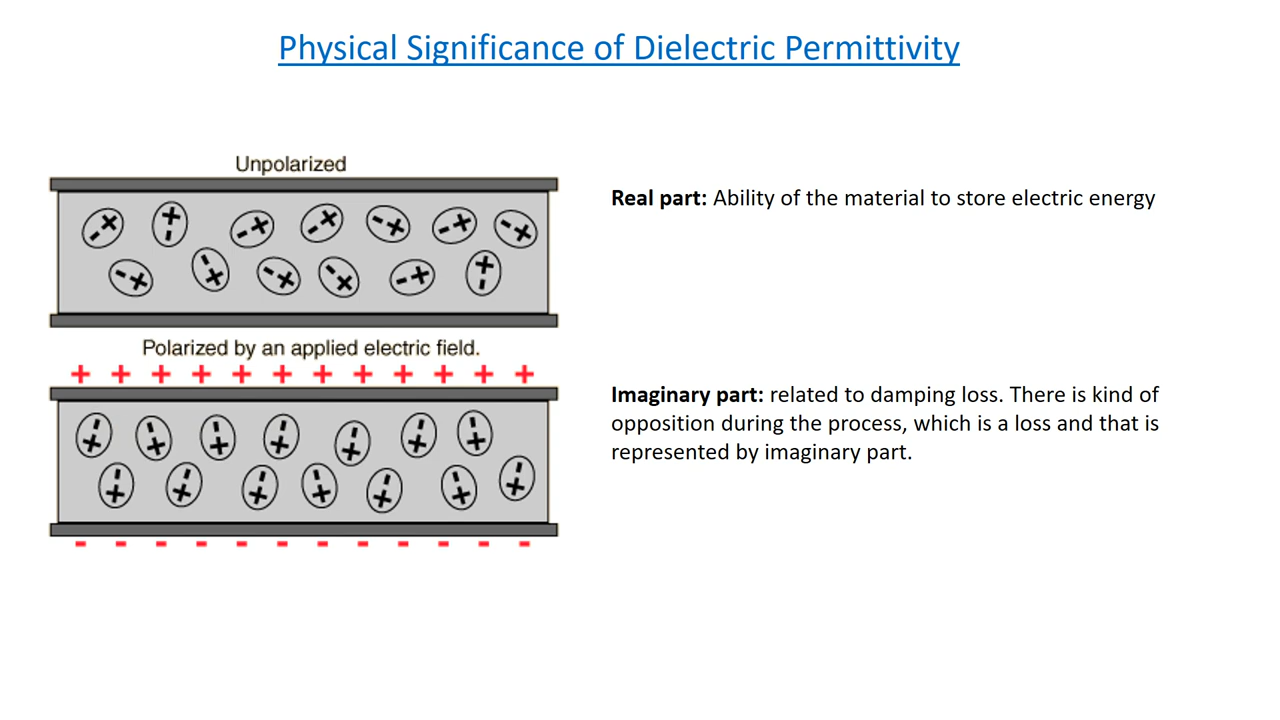 Physical Significance of Dielectric Permittivity
Unpolarized
Real part: Ability of the material to store electric energy
Polarized by an applied electric field.
+ + + + + + + + + + + +
Imaginary part: related to damping loss. There is kind of
opposition during the process, which is a loss and that is
represented by imaginary part.
- - - - - - - - - - - -